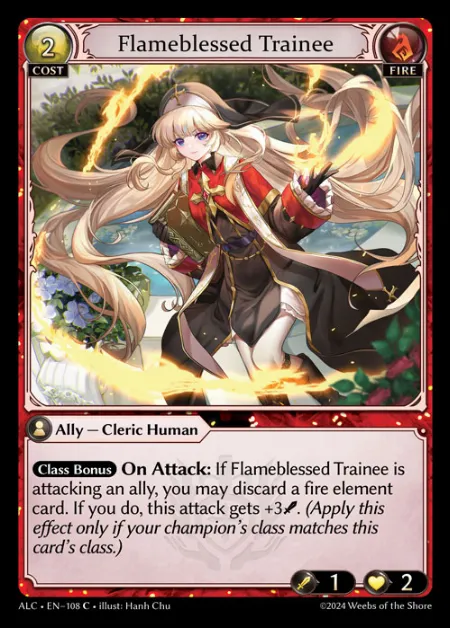 2
Flameblessed Trainee
COST
FIRE
Ally — Cleric Human
Class Bonus On Attack: If Flameblessed Trainee is
attacking an ally, you may discard a fire element
card. If you do, this attack gets +3. (Apply this
effect only if your champion's class matches this
card's class.)
1
2
ALC • EN-108 C • illust: Hanh Chu
©2024 Weebs of the Shore